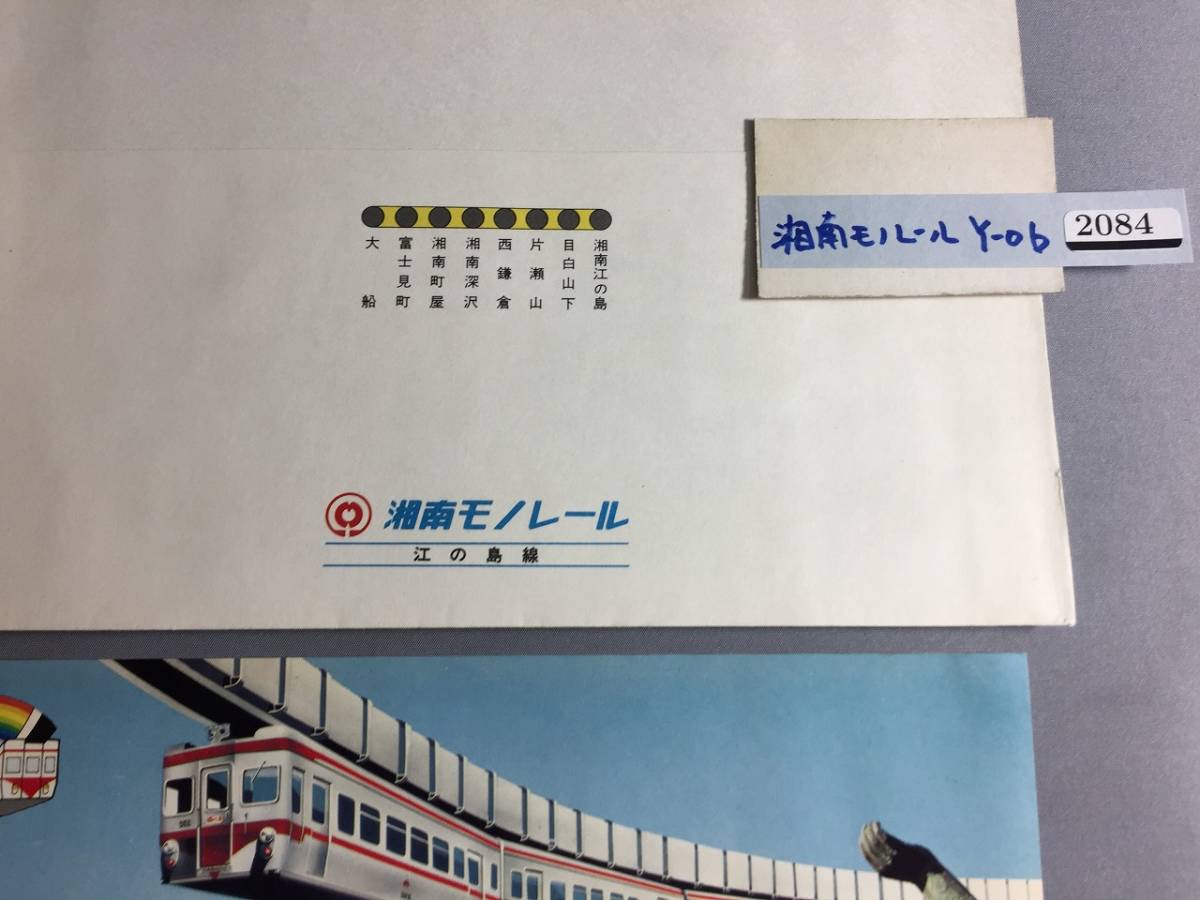 湘南モノレール Y-06
2084
大船
富士見町
湘南町屋
湘南深沢
西鎌倉
片瀬山
目白山下
湘南江の島
湘南モノレール
江の島線